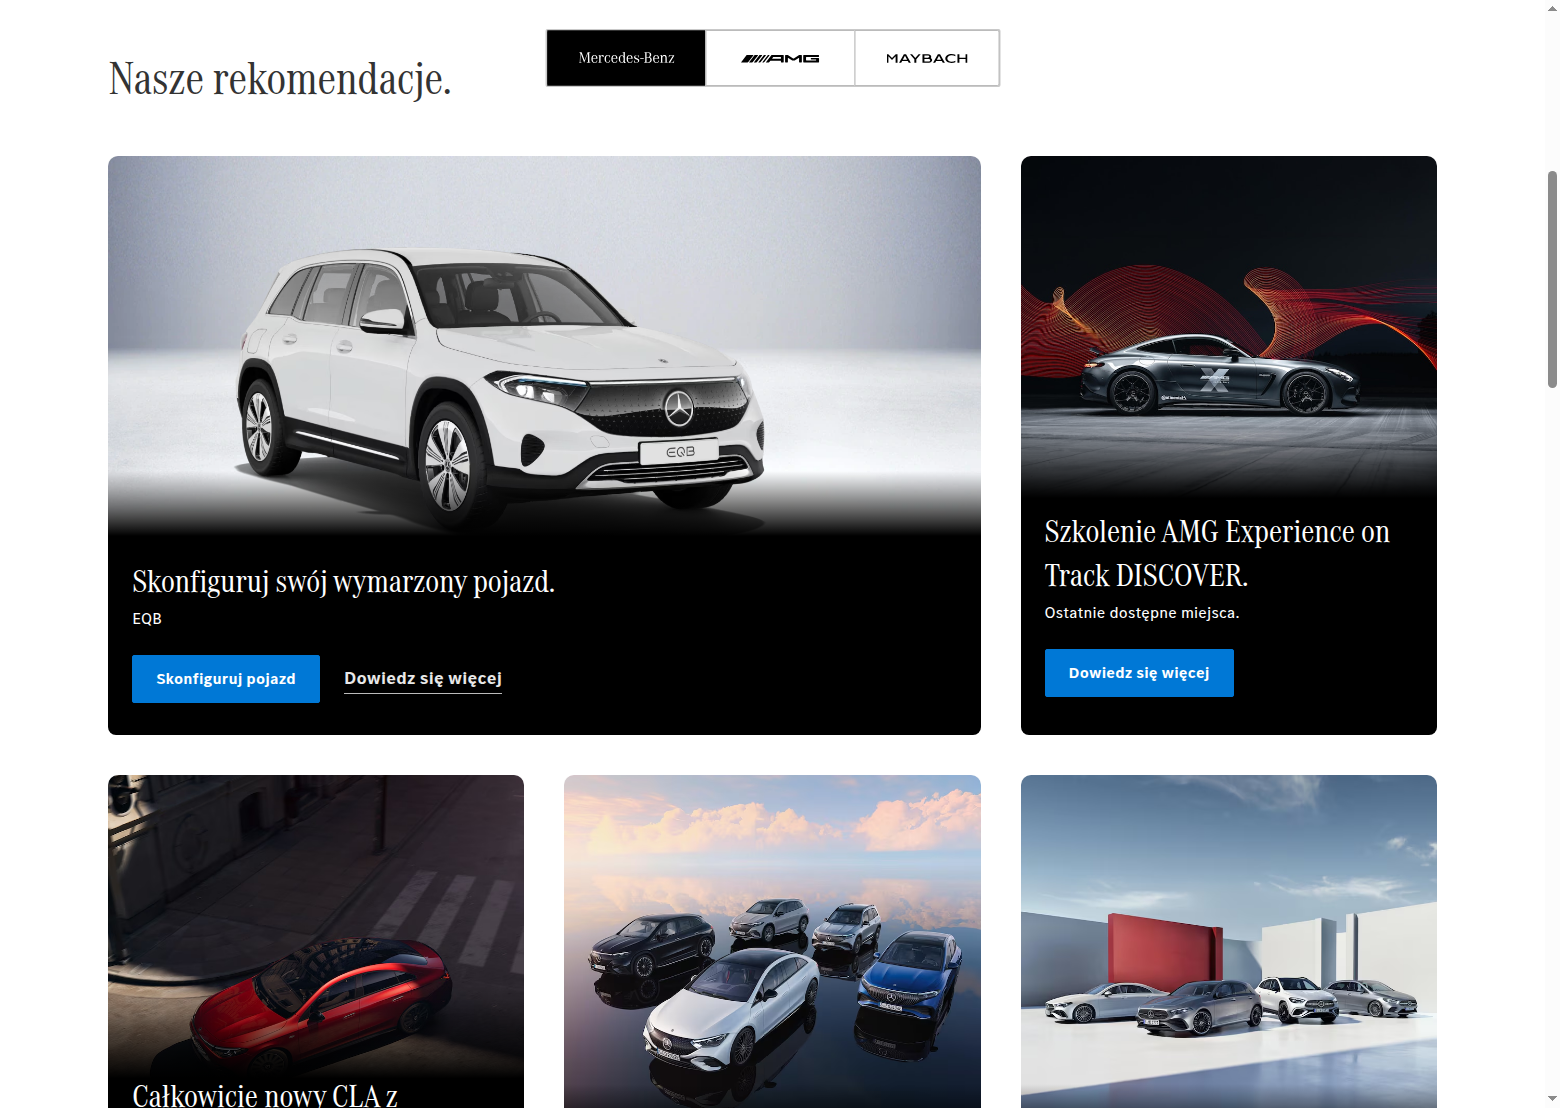 Nasze rekomendacje.
Mercedes-Benz
AMG
MAYBACH
EQB
Skonfiguruj swój wymarzony pojazd.
EQB
Skonfiguruj pojazd
Dowiedz się więcej
AMG
Szkolenie AMG Experience on
Track DISCOVER.
Ostatnie dostępne miejsca.
Dowiedz się więcej
Całkowicie nowy CLA z